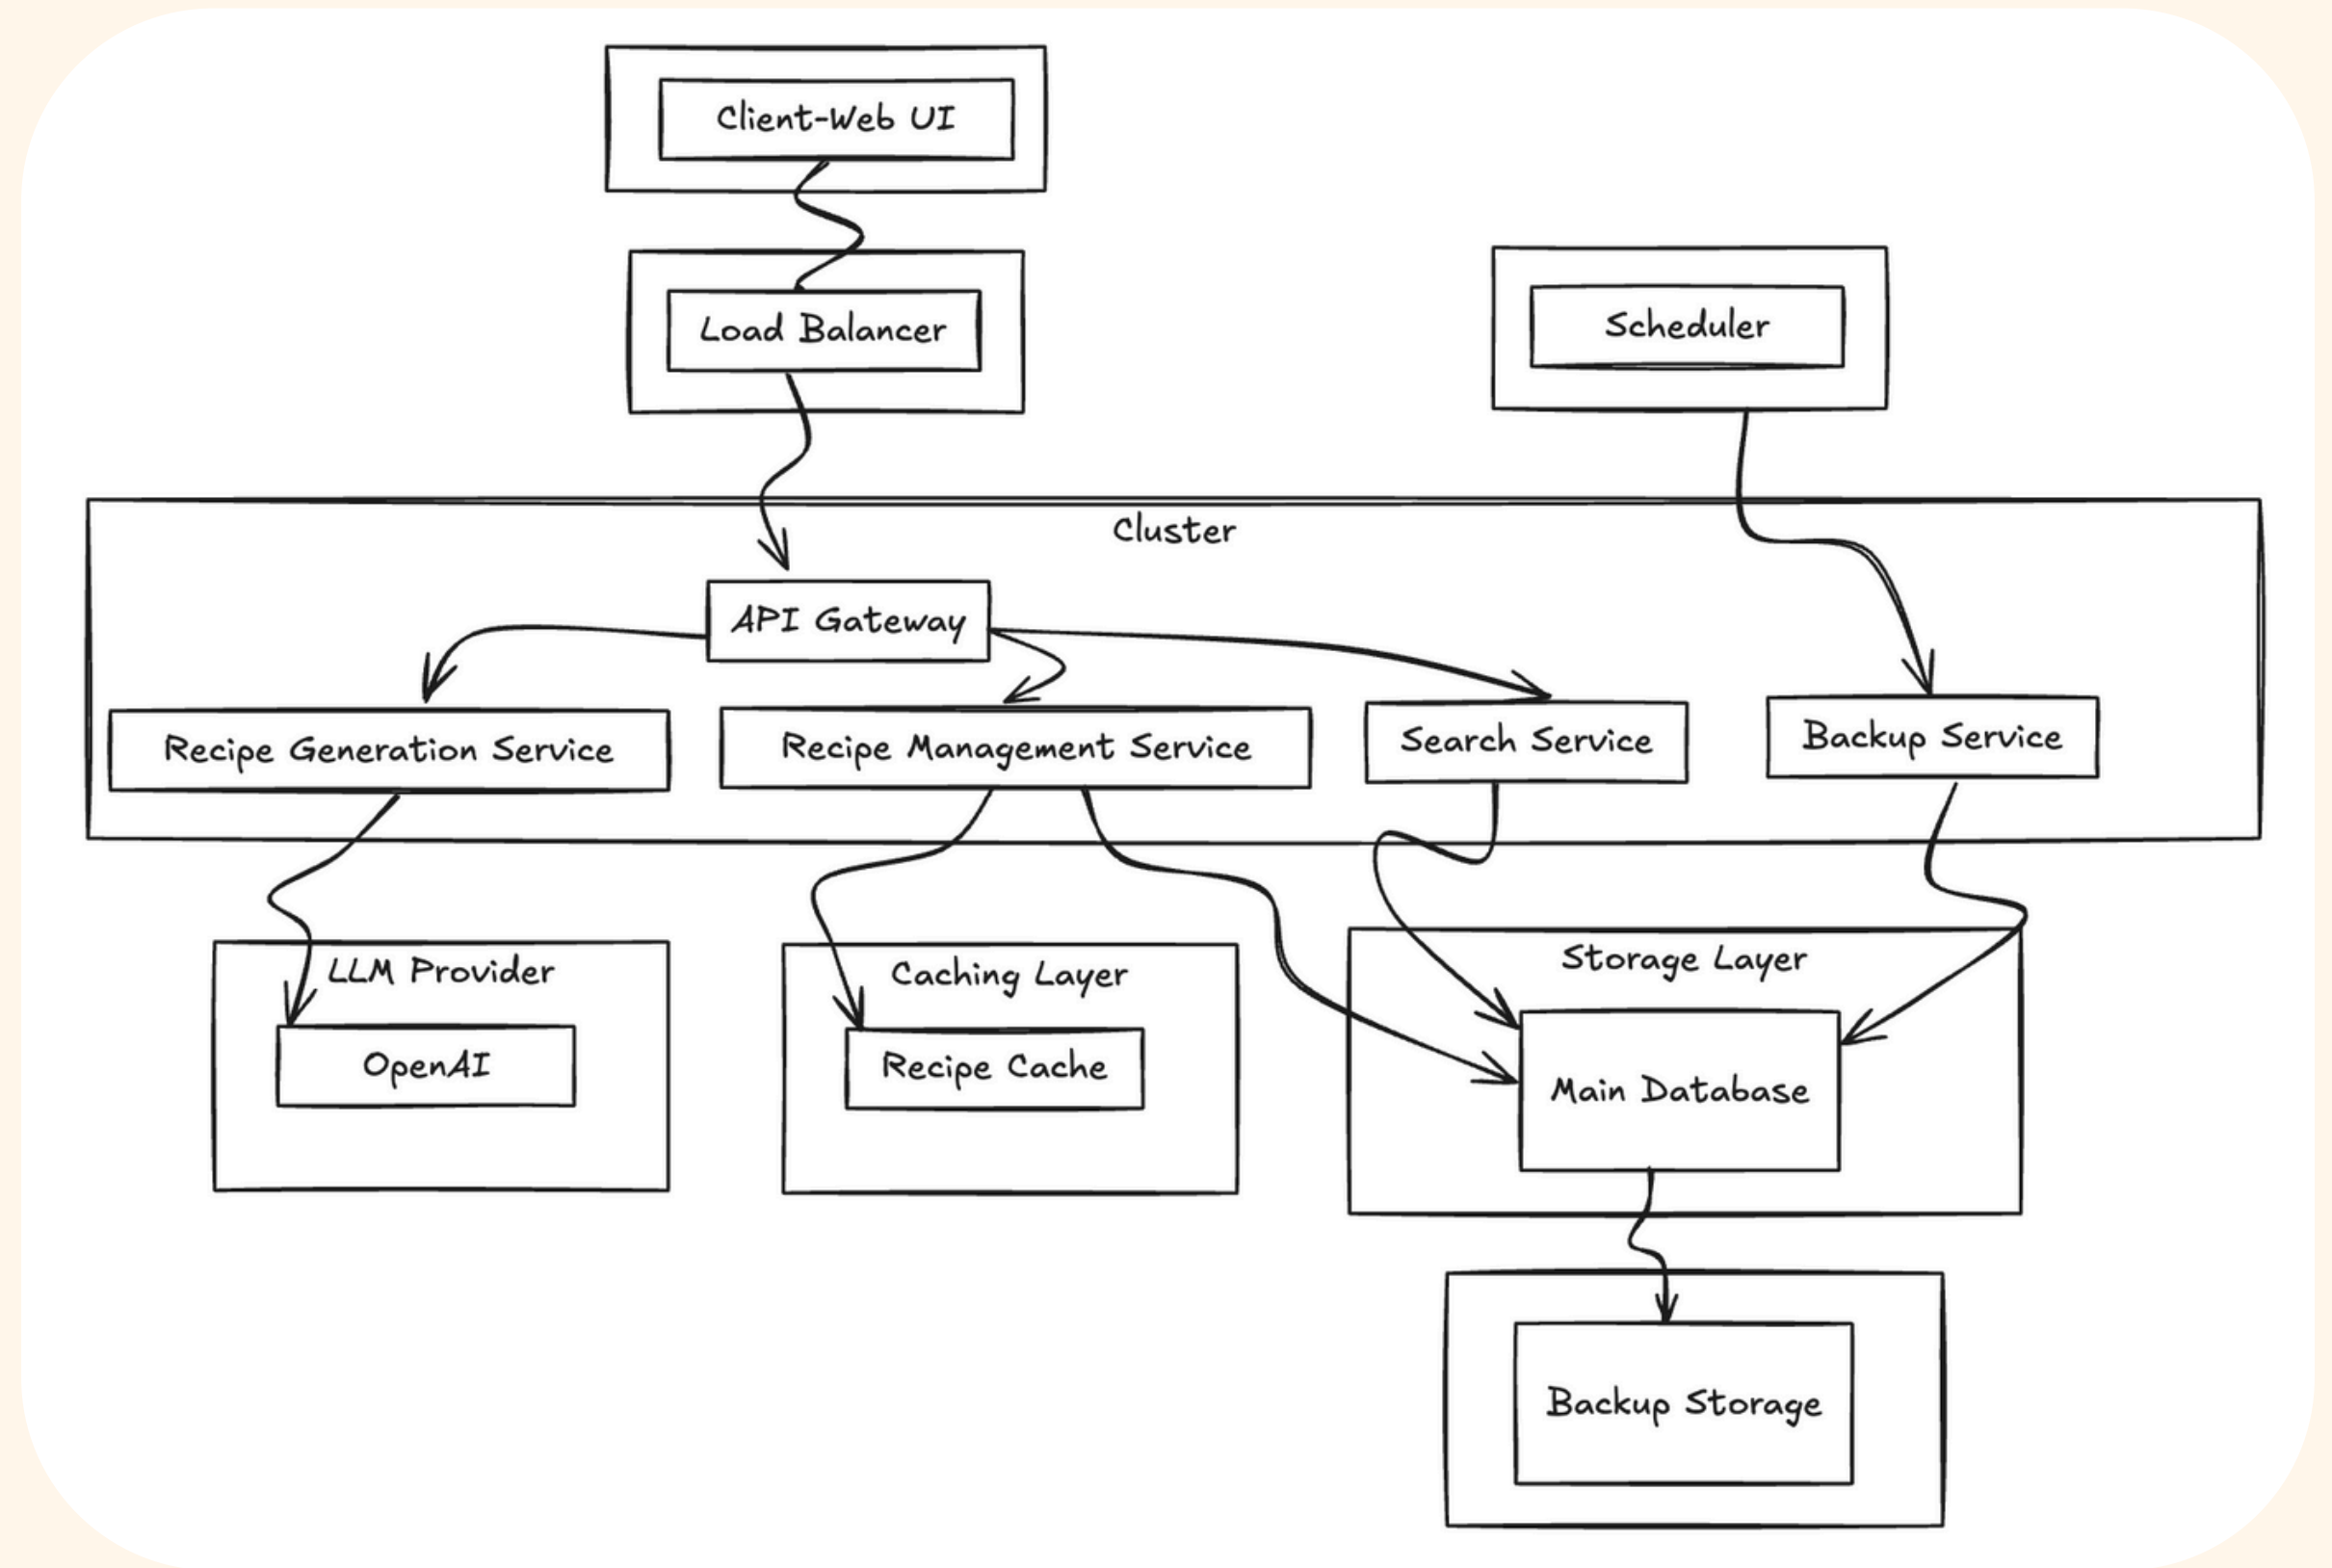 Client-Web UI
Load Balancer
Scheduler
Cluster
API Gateway
Recipe Generation Service
Recipe Management Service
Search Service
Backup Service
LLM Provider
OpenAI
Caching Layer
Recipe Cache
Storage Layer
Main Database
Backup Storage